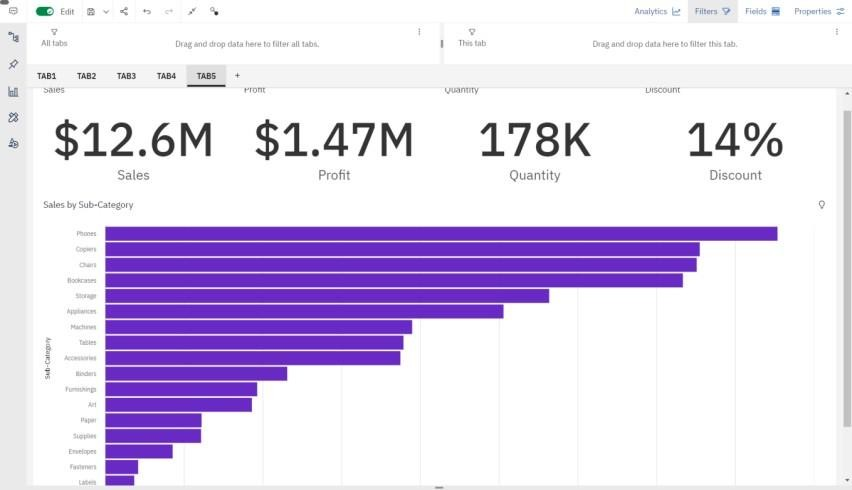 Edit
Analytics
Filters
Fields
Properties
All tabs
Drag and drop data here to filter all tabs.
This tab
Drag and drop data here to filter this tab.
TAB1 TAB2 TAB3 TAB4 TAB5 +
Sales Profit Quantity Discount
$12.6M $1.47M 178K 14%
Sales Profit Quantity Discount
Sales by Sub-Category
Sub-Category
Phones
Copiers
Chairs
Bookcases
Storage
Appliances
Machines
Tables
Accessories
Binders
Furnishings
Art
Paper
Supplies
Envelopes
Fasteners
Labels